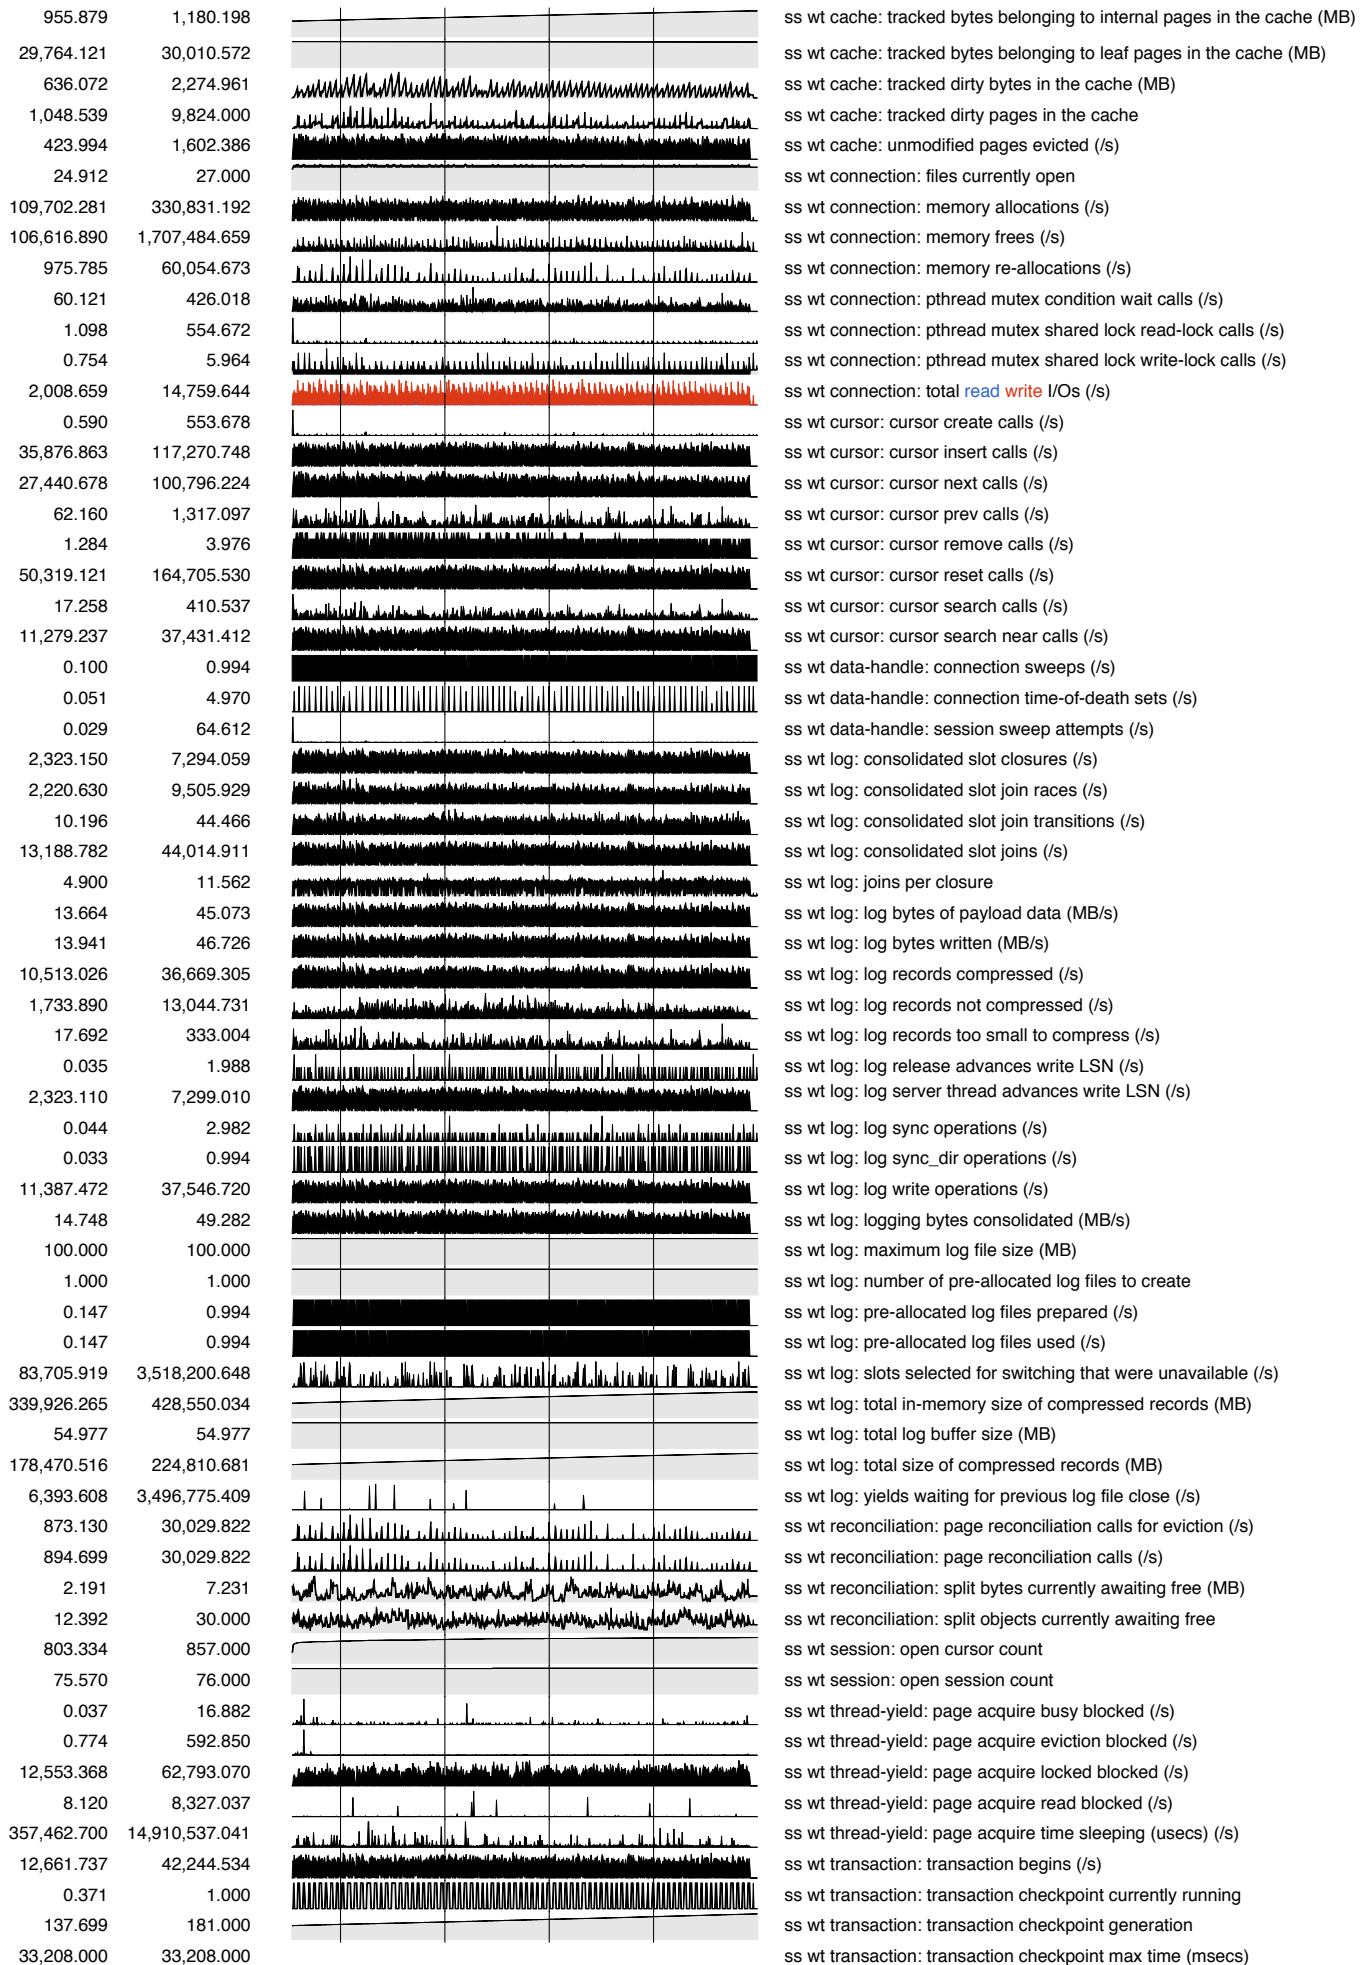 955.879 1,180.198 ss wt cache: tracked bytes belonging to internal pages in the cache (MB)
29,764.121 30,010.572 ss wt cache: tracked bytes belonging to leaf pages in the cache (MB)
636.072 2,274.961 ss wt cache: tracked dirty bytes in the cache (MB)
1,048.539 9,824.000 ss wt cache: tracked dirty pages in the cache
423.994 1,602.386 ss wt cache: unmodified pages evicted (/s)
24.912 27.000 ss wt connection: files currently open
109,702.281 330,831.192 ss wt connection: memory allocations (/s)
106,616.890 1,707,484.659 ss wt connection: memory frees (/s)
975.785 60,054.673 ss wt connection: memory re-allocations (/s)
60.121 426.018 ss wt connection: pthread mutex condition wait calls (/s)
1.098 554.672 ss wt connection: pthread mutex shared lock read-lock calls (/s)
0.754 5.964 ss wt connection: pthread mutex shared lock write-lock calls (/s)
2,008.659 14,759.644 ss wt connection: total read write I/Os (/s)
0.590 553.678 ss wt cursor: cursor create calls (/s)
35,876.863 117,270.748 ss wt cursor: cursor insert calls (/s)
27,440.678 100,796.224 ss wt cursor: cursor next calls (/s)
62.160 1,317.097 ss wt cursor: cursor prev calls (/s)
1.284 3.976 ss wt cursor: cursor remove calls (/s)
50,319.121 164,705.530 ss wt cursor: cursor reset calls (/s)
17.258 410.537 ss wt cursor: cursor search calls (/s)
11,279.237 37,431.412 ss wt cursor: cursor search near calls (/s)
0.100 0.994 ss wt data-handle: connection sweeps (/s)
0.051 4.970 ss wt data-handle: connection time-of-death sets (/s)
0.029 64.612 ss wt data-handle: session sweep attempts (/s)
2,323.150 7,294.059 ss wt log: consolidated slot closures (/s)
2,220.630 9,505.929 ss wt log: consolidated slot join races (/s)
10.196 44.466 ss wt log: consolidated slot join transitions (/s)
13,188.782 44,014.911 ss wt log: consolidated slot joins (/s)
4.900 11.562 ss wt log: joins per closure
13.664 45.073 ss wt log: log bytes of payload data (MB/s)
13.941 46.726 ss wt log: log bytes written (MB/s)
10,513.026 36,669.305 ss wt log: log records compressed (/s)
1,733.890 13,044.731 ss wt log: log records not compressed (/s)
17.692 333.004 ss wt log: log records too small to compress (/s)
0.035 1.988 ss wt log: log release advances write LSN (/s)
2,323.110 7,299.010 ss wt log: log server thread advances write LSN (/s)
0.044 2.982 ss wt log: log sync operations (/s)
0.033 0.994 ss wt log: log sync_dir operations (/s)
11,387.472 37,546.720 ss wt log: log write operations (/s)
14.748 49.282 ss wt log: logging bytes consolidated (MB/s)
100.000 100.000 ss wt log: maximum log file size (MB)
1.000 1.000 ss wt log: number of pre-allocated log files to create
0.147 0.994 ss wt log: pre-allocated log files prepared (/s)
0.147 0.994 ss wt log: pre-allocated log files used (/s)
83,705.919 3,518,200.648 ss wt log: slots selected for switching that were unavailable (/s)
339,926.265 428,550.034 ss wt log: total in-memory size of compressed records (MB)
54.977 54.977 ss wt log: total log buffer size (MB)
178,470.516 224,810.681 ss wt log: total size of compressed records (MB)
6,393.608 3,496,775.409 ss wt log: yields waiting for previous log file close (/s)
873.130 30,029.822 ss wt reconciliation: page reconciliation calls for eviction (/s)
894.699 30,029.822 ss wt reconciliation: page reconciliation calls (/s)
2.191 7.231 ss wt reconciliation: split bytes currently awaiting free (MB)
12.392 30.000 ss wt reconciliation: split objects currently awaiting free
803.334 857.000 ss wt session: open cursor count
75.570 76.000 ss wt session: open session count
0.037 16.882 ss wt thread-yield: page acquire busy blocked (/s)
0.774 592.850 ss wt thread-yield: page acquire eviction blocked (/s)
12,553.368 62,793.070 ss wt thread-yield: page acquire locked blocked (/s)
8.120 8,327.037 ss wt thread-yield: page acquire read blocked (/s)
357,462.700 14,910,537.041 ss wt thread-yield: page acquire time sleeping (usecs) (/s)
12,661.737 42,244.534 ss wt transaction: transaction begins (/s)
0.371 1.000 ss wt transaction: transaction checkpoint currently running
137.699 181.000 ss wt transaction: transaction checkpoint generation
33,208.000 33,208.000 ss wt transaction: transaction checkpoint max time (msecs)